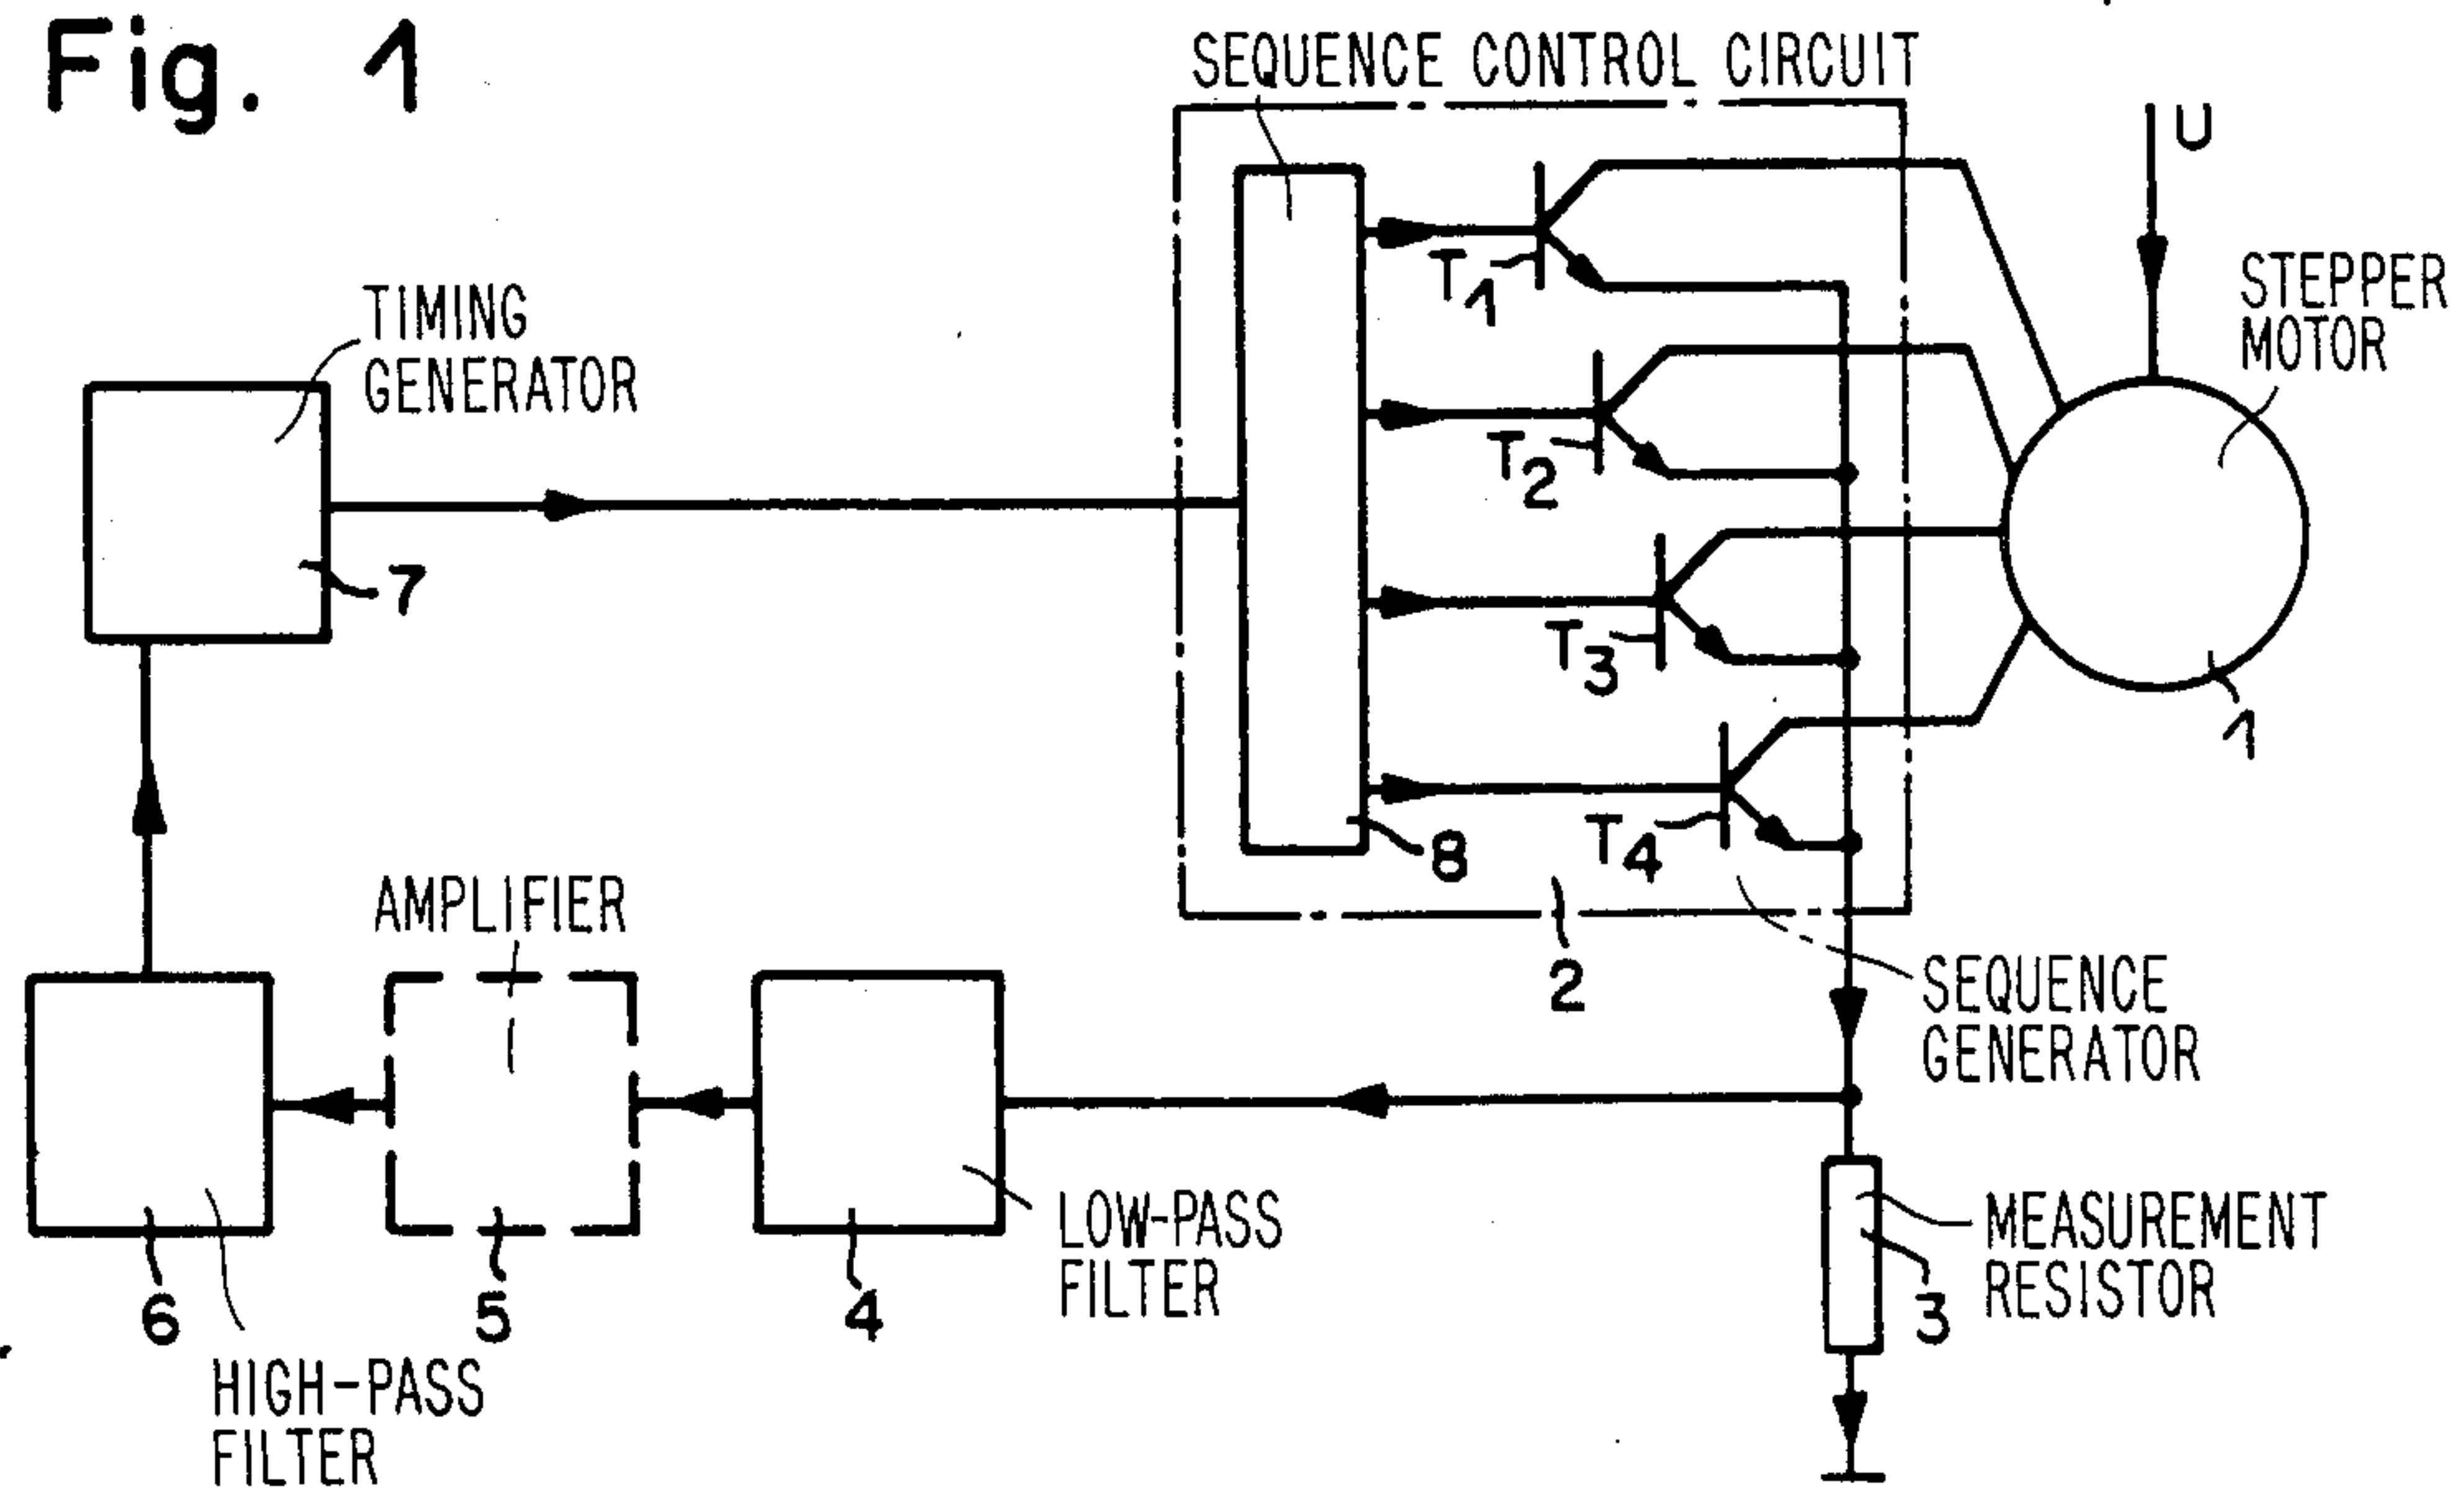 Fig. 1
SEQUENCE CONTROL CIRCUIT
U
STEPPER
MOTOR
TIMING
GENERATOR
T1
T2
T3
T4
7
8
1
2
AMPLIFIER
SEQUENCE
GENERATOR
LOW-PASS
FILTER
MEASUREMENT
RESISTOR
3
4
5
6
HIGH-PASS
FILTER